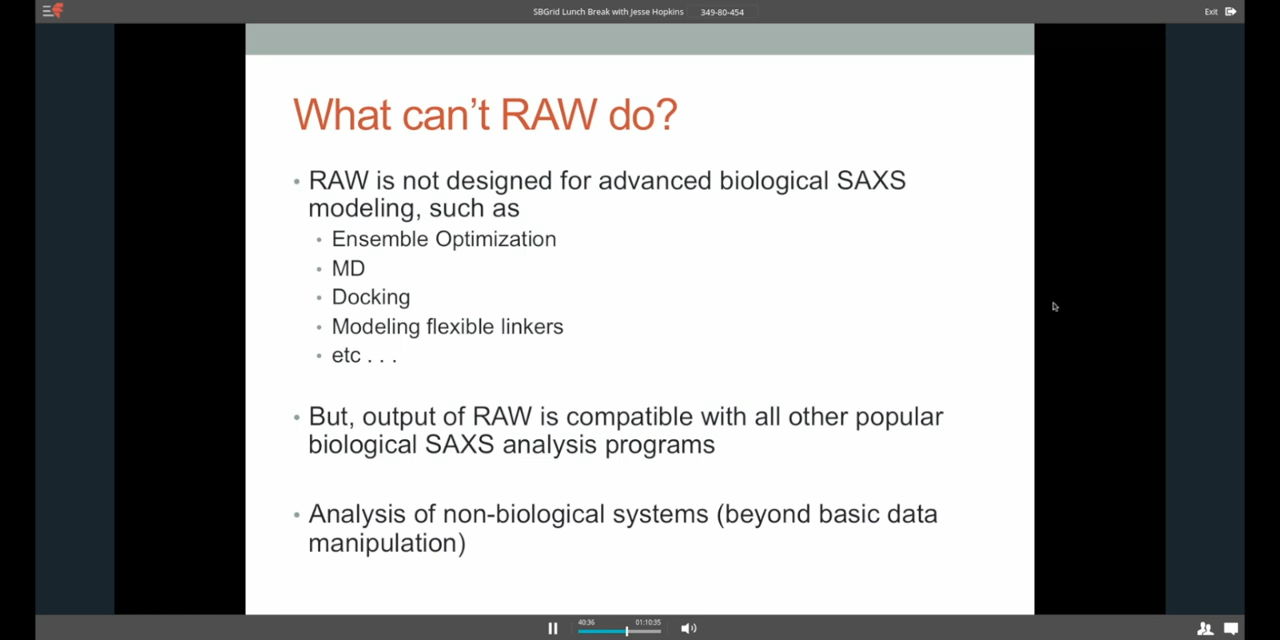 SBGrid Lunch Break with Jesse Hopkins 349-80-454 Exit
What can't RAW do?
• RAW is not designed for advanced biological SAXS
modeling, such as
• Ensemble Optimization
• MD
• Docking
• Modeling flexible linkers
• etc . . .
• But, output of RAW is compatible with all other popular
biological SAXS analysis programs
• Analysis of non-biological systems (beyond basic data
manipulation)
40:36 01:10:35